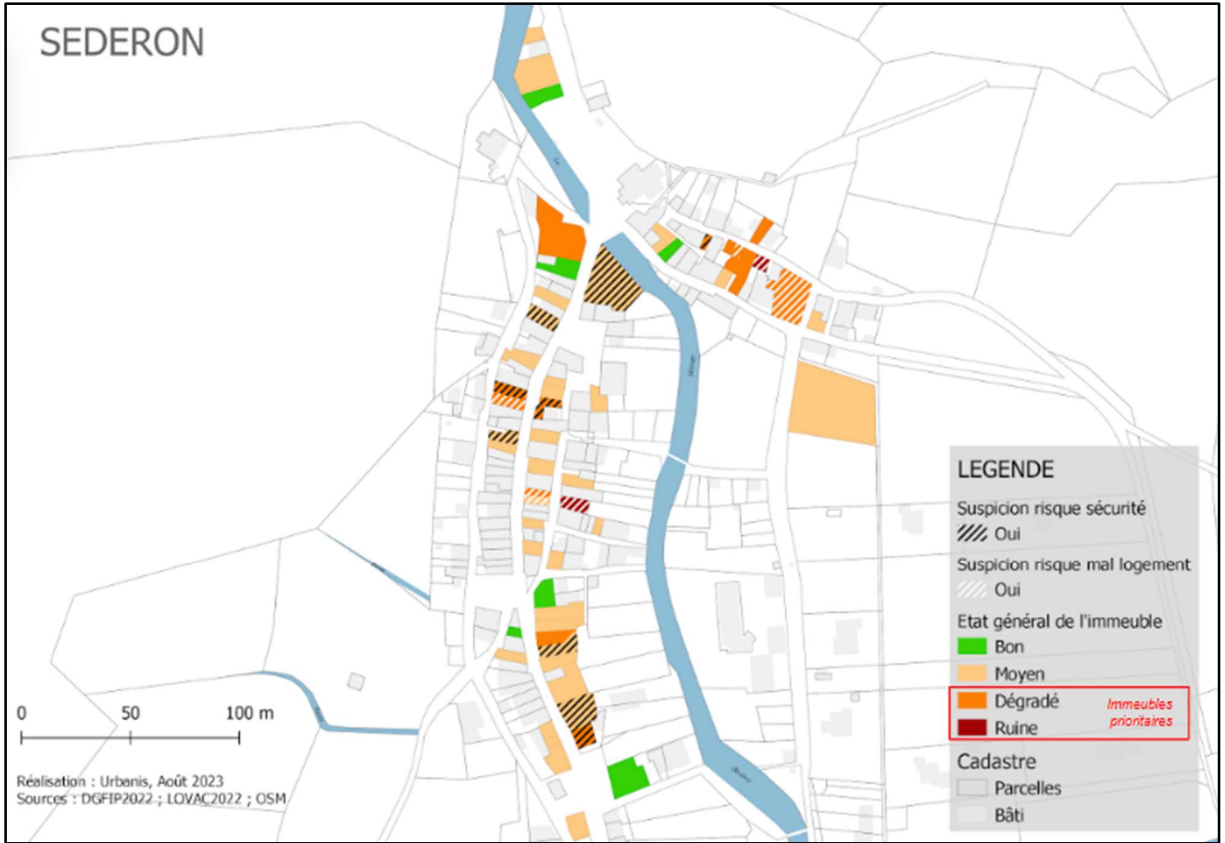 SEDERON
LEGENDE
Suspicion risque sécurité
Oui
Suspicion risque mal logement
Oui
Etat général de l'immeuble
Bon
Moyen
Dégradé
Ruine
Immeubles
prioritaires
Cadastre
Parcelles
Bâti
0 50 100 m
Réalisation : Urbanis, Août 2023
Sources : DGFIP2022 ; LOVAC2022 ; OSM